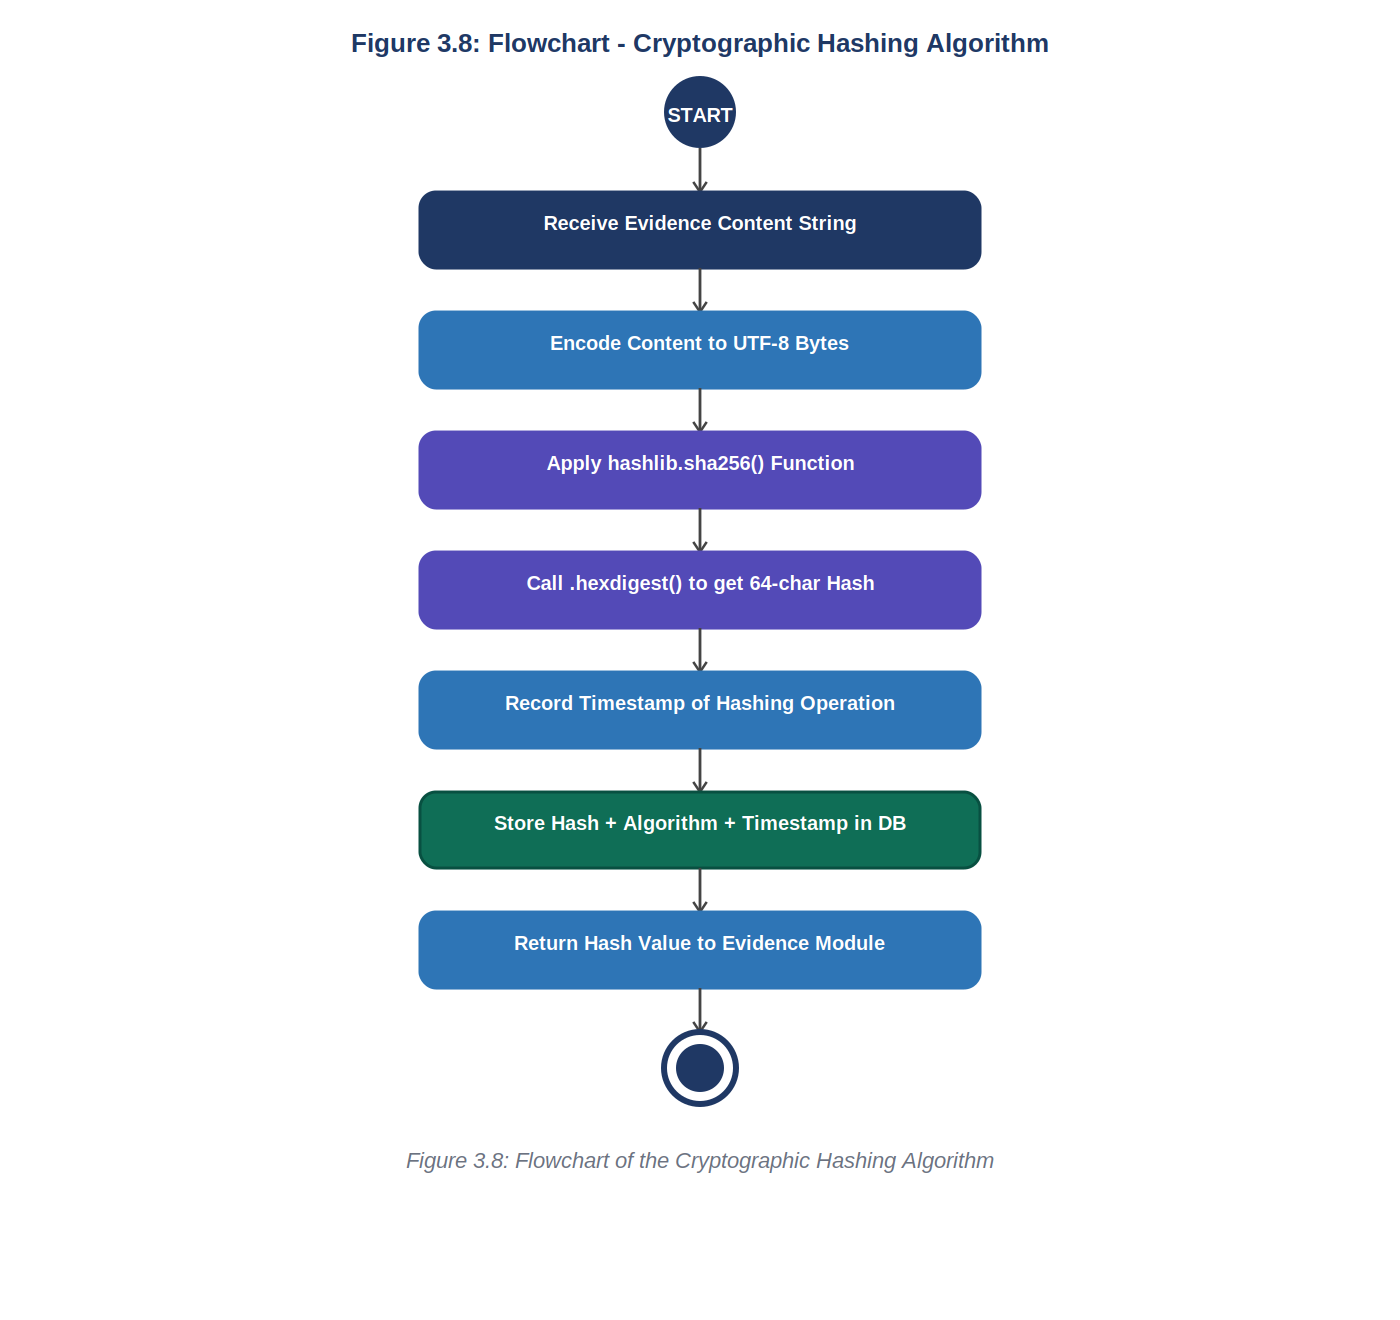 Figure 3.8: Flowchart - Cryptographic Hashing Algorithm
START
Receive Evidence Content String
Encode Content to UTF-8 Bytes
Apply hashlib.sha256() Function
Call .hexdigest() to get 64-char Hash
Record Timestamp of Hashing Operation
Store Hash + Algorithm + Timestamp in DB
Return Hash Value to Evidence Module
Figure 3.8: Flowchart of the Cryptographic Hashing Algorithm